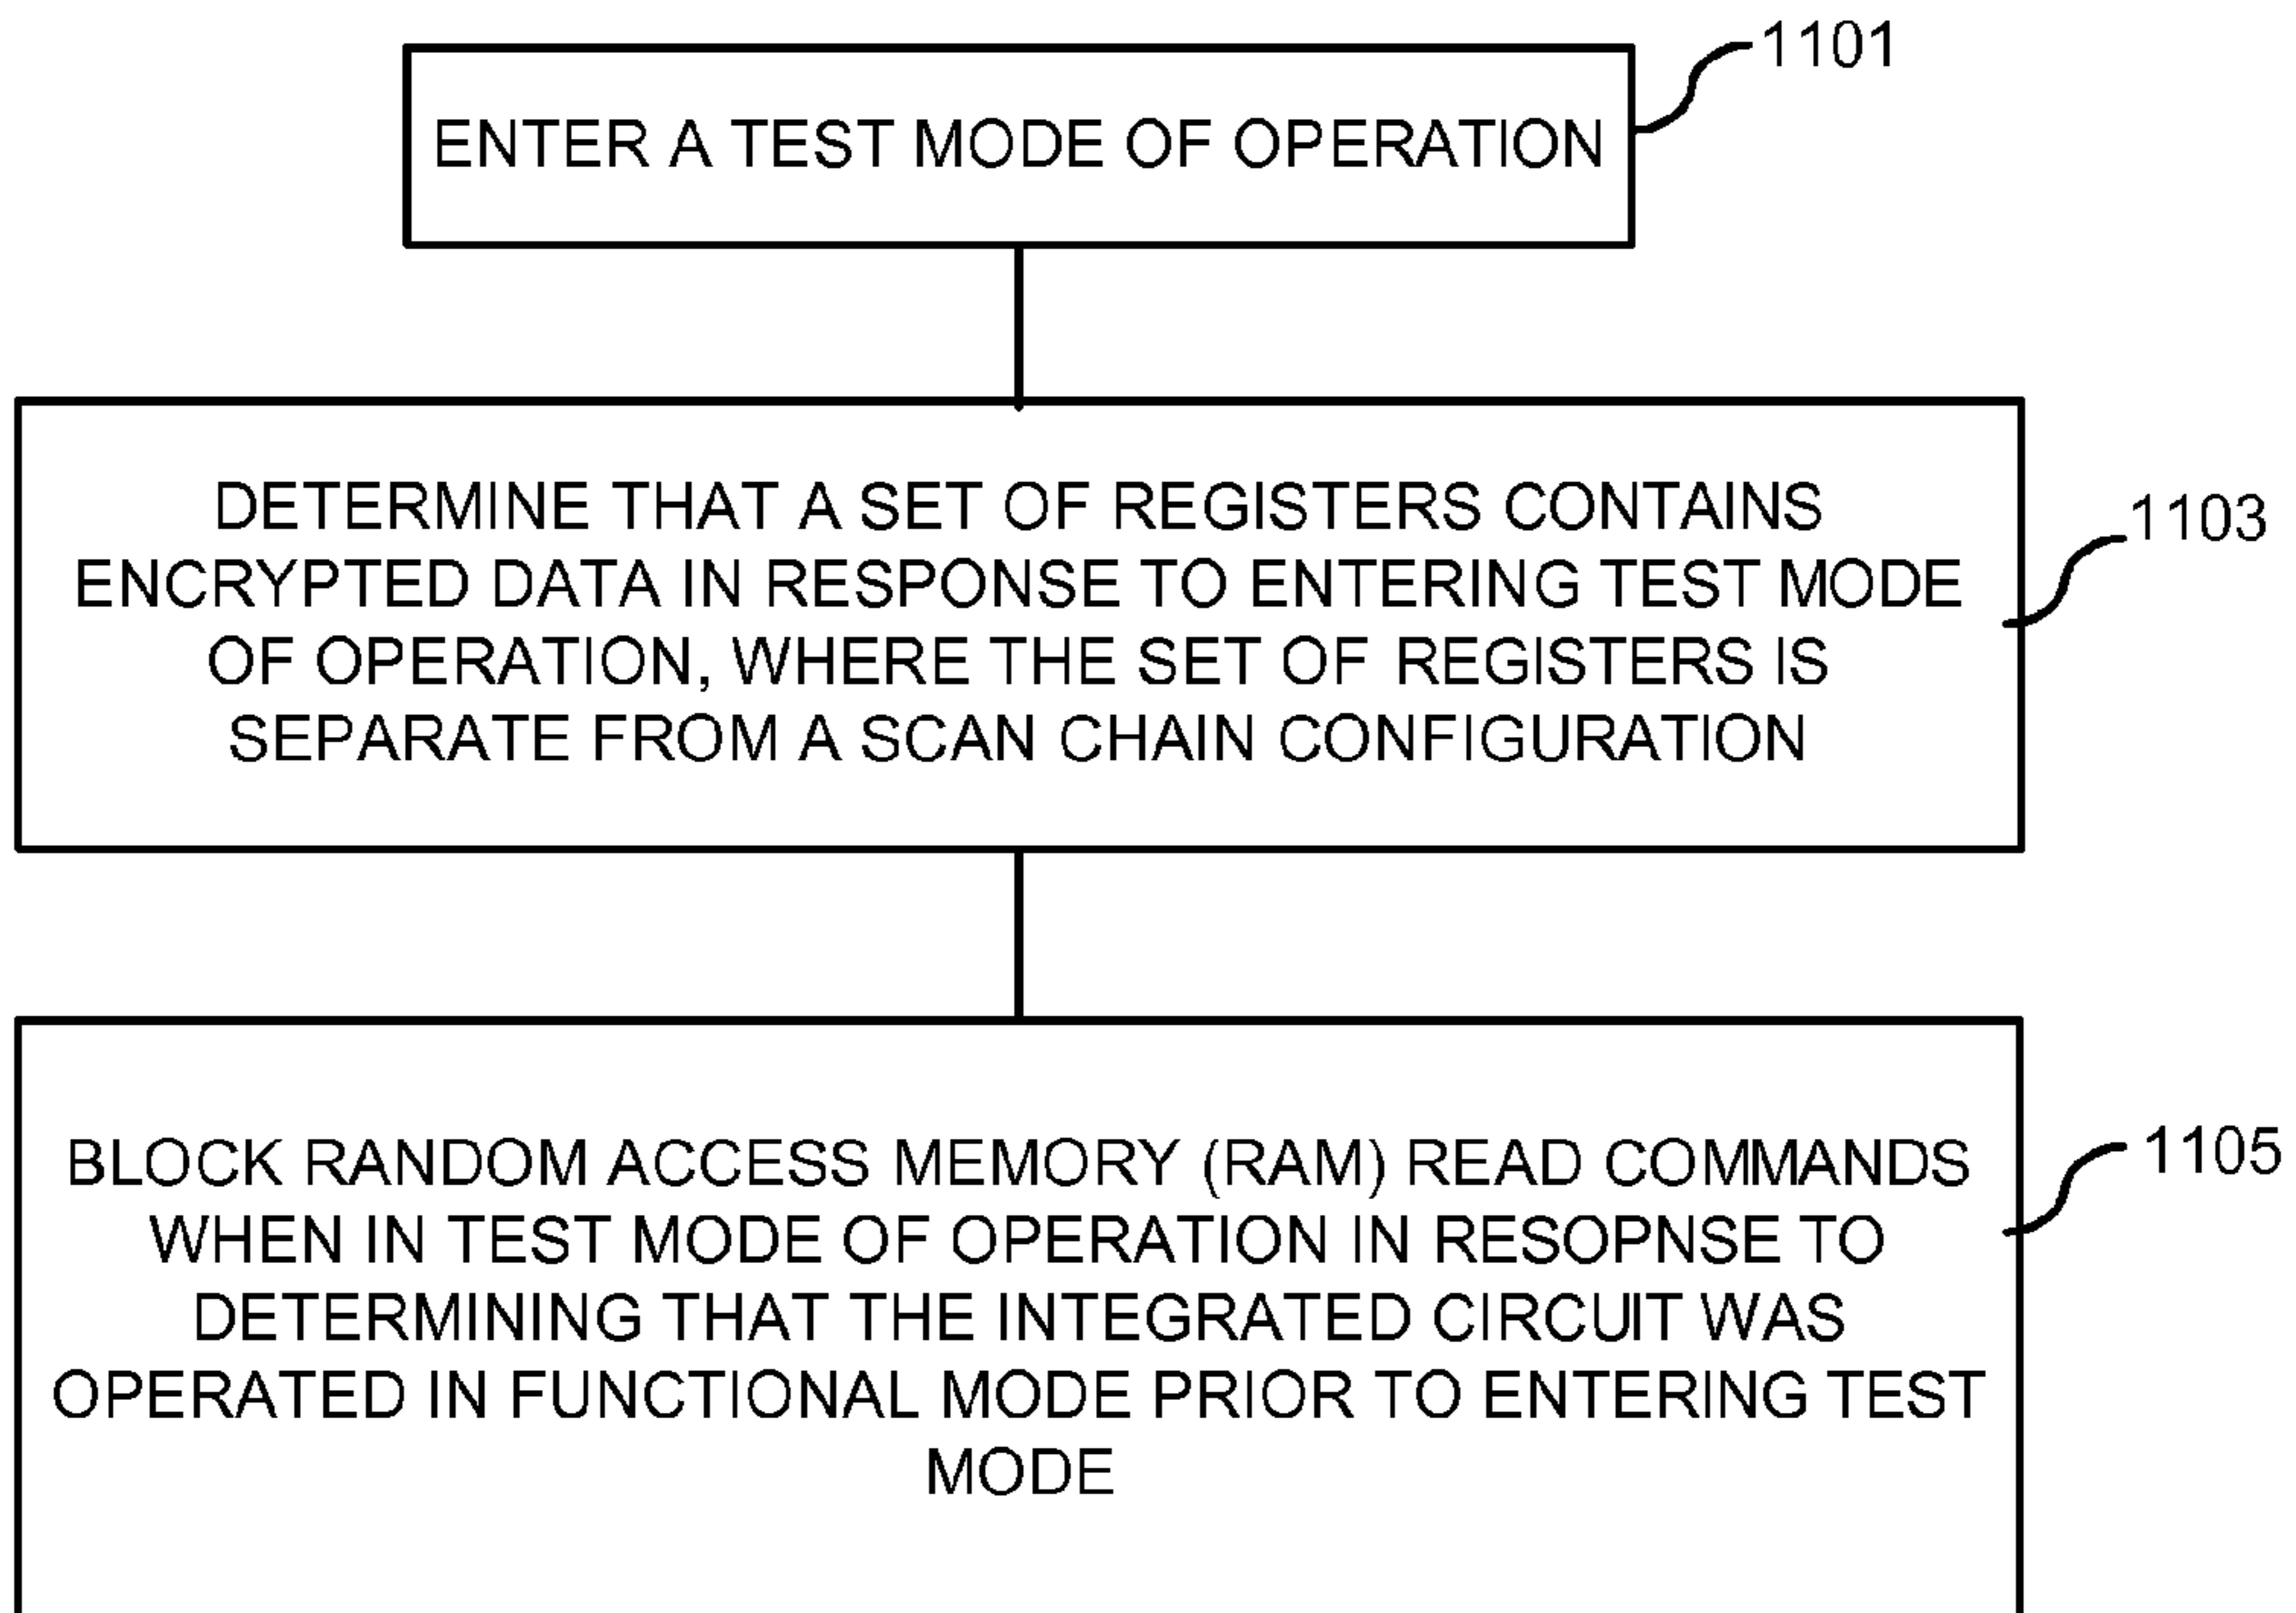 1101
ENTER A TEST MODE OF OPERATION
DETERMINE THAT A SET OF REGISTERS CONTAINS
ENCRYPTED DATA IN RESPONSE TO ENTERING TEST MODE
OF OPERATION, WHERE THE SET OF REGISTERS IS
SEPARATE FROM A SCAN CHAIN CONFIGURATION
1103
BLOCK RANDOM ACCESS MEMORY (RAM) READ COMMANDS
WHEN IN TEST MODE OF OPERATION IN RESOPNSE TO
DETERMINING THAT THE INTEGRATED CIRCUIT WAS
OPERATED IN FUNCTIONAL MODE PRIOR TO ENTERING TEST
MODE
1105